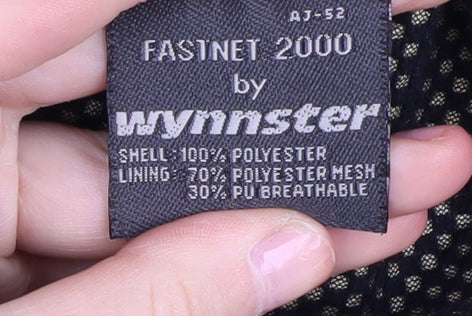 AJ-52
FASTNET 2000
by
wynnster
SHELL: 100% POLYESTER
LINING: 70% POLYESTER MESH
30% PU BREATHABLE